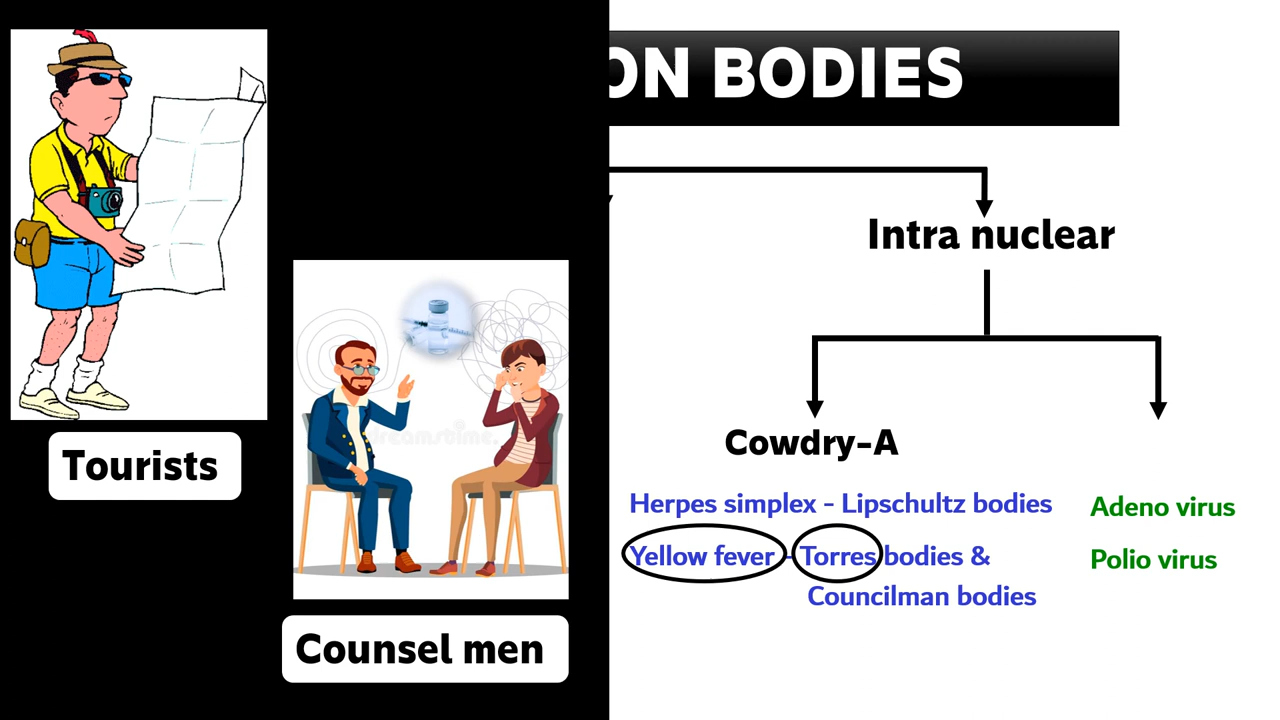 ON BODIES
Intra nuclear
Cowdry-A
Herpes simplex - Lipschultz bodies
Yellow fever - Torres bodies &
Councilman bodies
Adeno virus
Polio virus
Tourists
dreamstime.
Counsel men